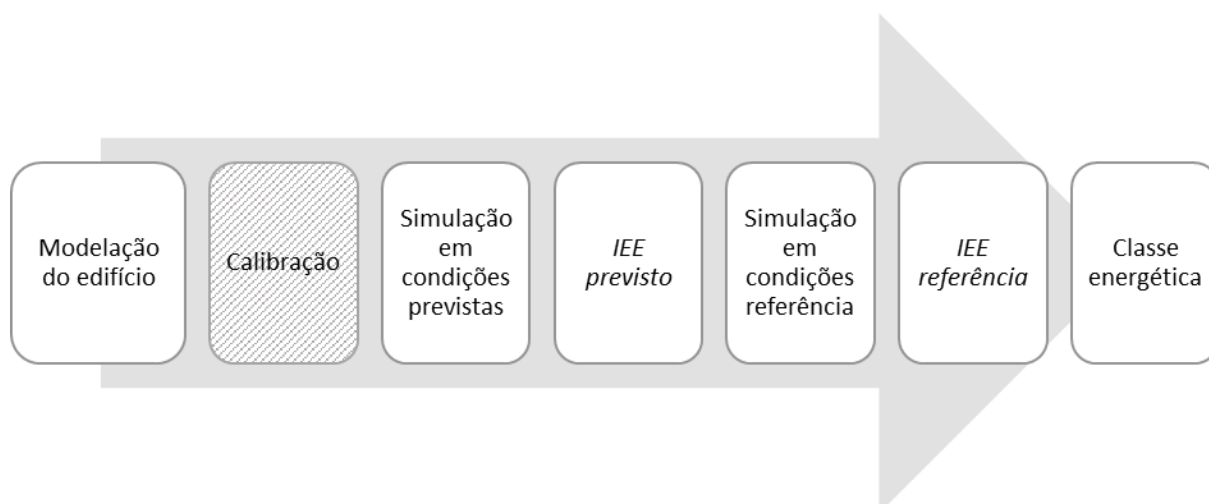 Modelação
do edifício
Calibração
Simulação
em
condições
previstas
IEE
previsto
Simulação
em
condições
referência
IEE
referência
Classe
energética